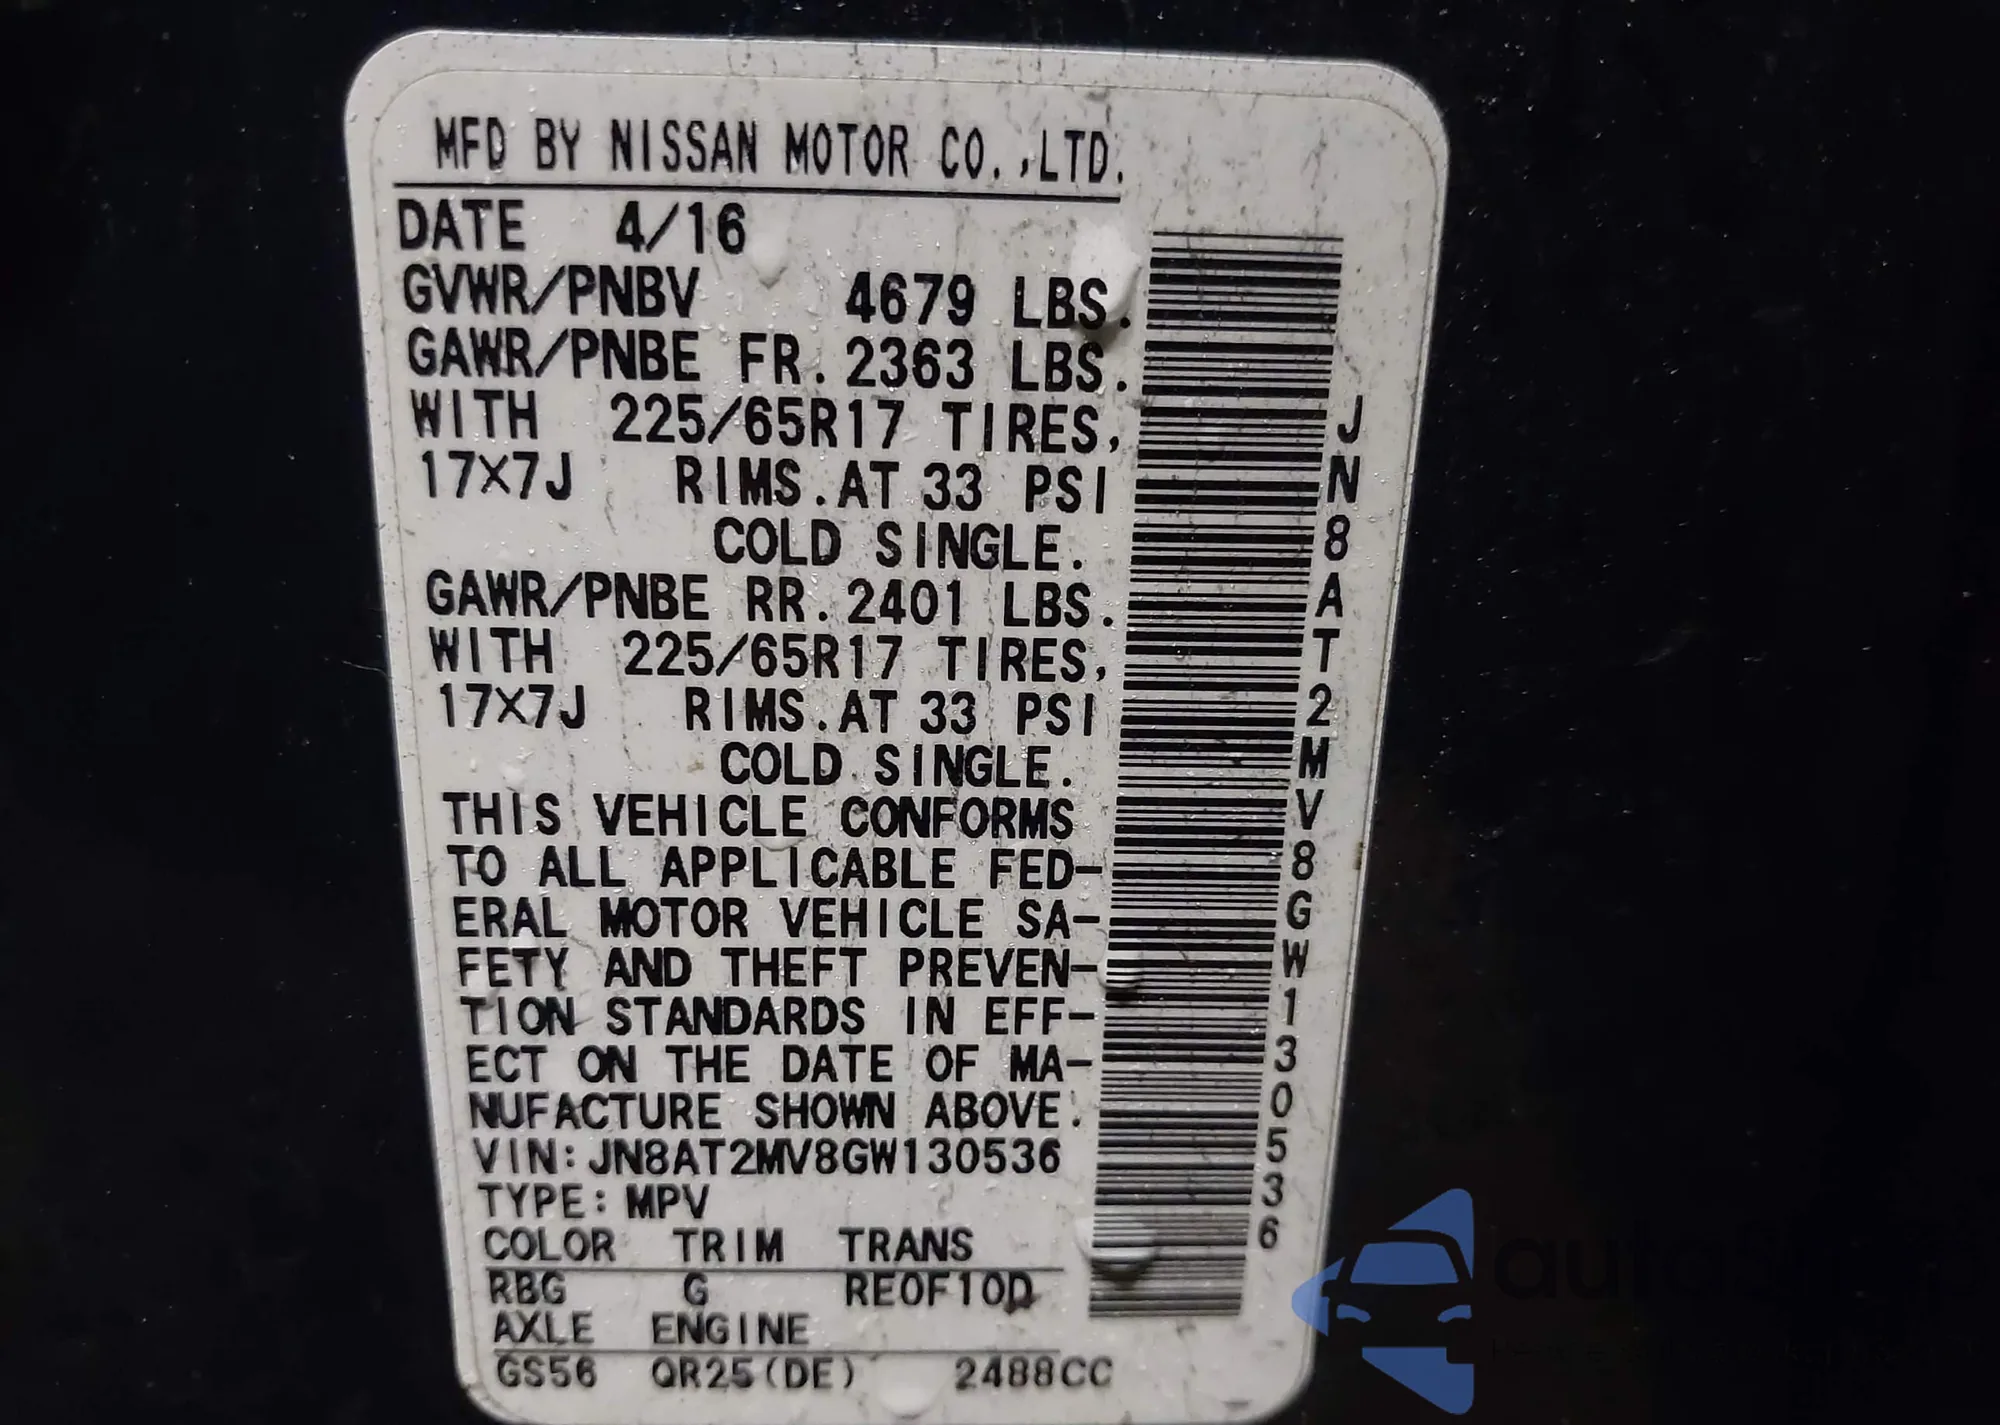 MFD BY NISSAN MOTOR CO.,LTD.
DATE 4/16
GVWR/PNBV 4679 LBS.
GAWR/PNBE FR. 2363 LBS.
WITH 225/65R17 TIRES,
17X7J RIMS.AT 33 PSI
COLD SINGLE.
GAWR/PNBE RR. 2401 LBS.
WITH 225/65R17 TIRES,
17X7J RIMS.AT 33 PSI
COLD SINGLE.
THIS VEHICLE CONFORMS
TO ALL APPLICABLE FED-
ERAL MOTOR VEHICLE SA-
FETY AND THEFT PREVEN-
TION STANDARDS IN EFF-
ECT ON THE DATE OF MA-
NUFACTURE SHOWN ABOVE.
VIN:JN8AT2MV8GW130536
TYPE:MPV
COLOR TRIM TRANS
RBG G RE0F10D
AXLE ENGINE
GS56 QR25(DE) 2488CC
JN8AT2MV8GW130536